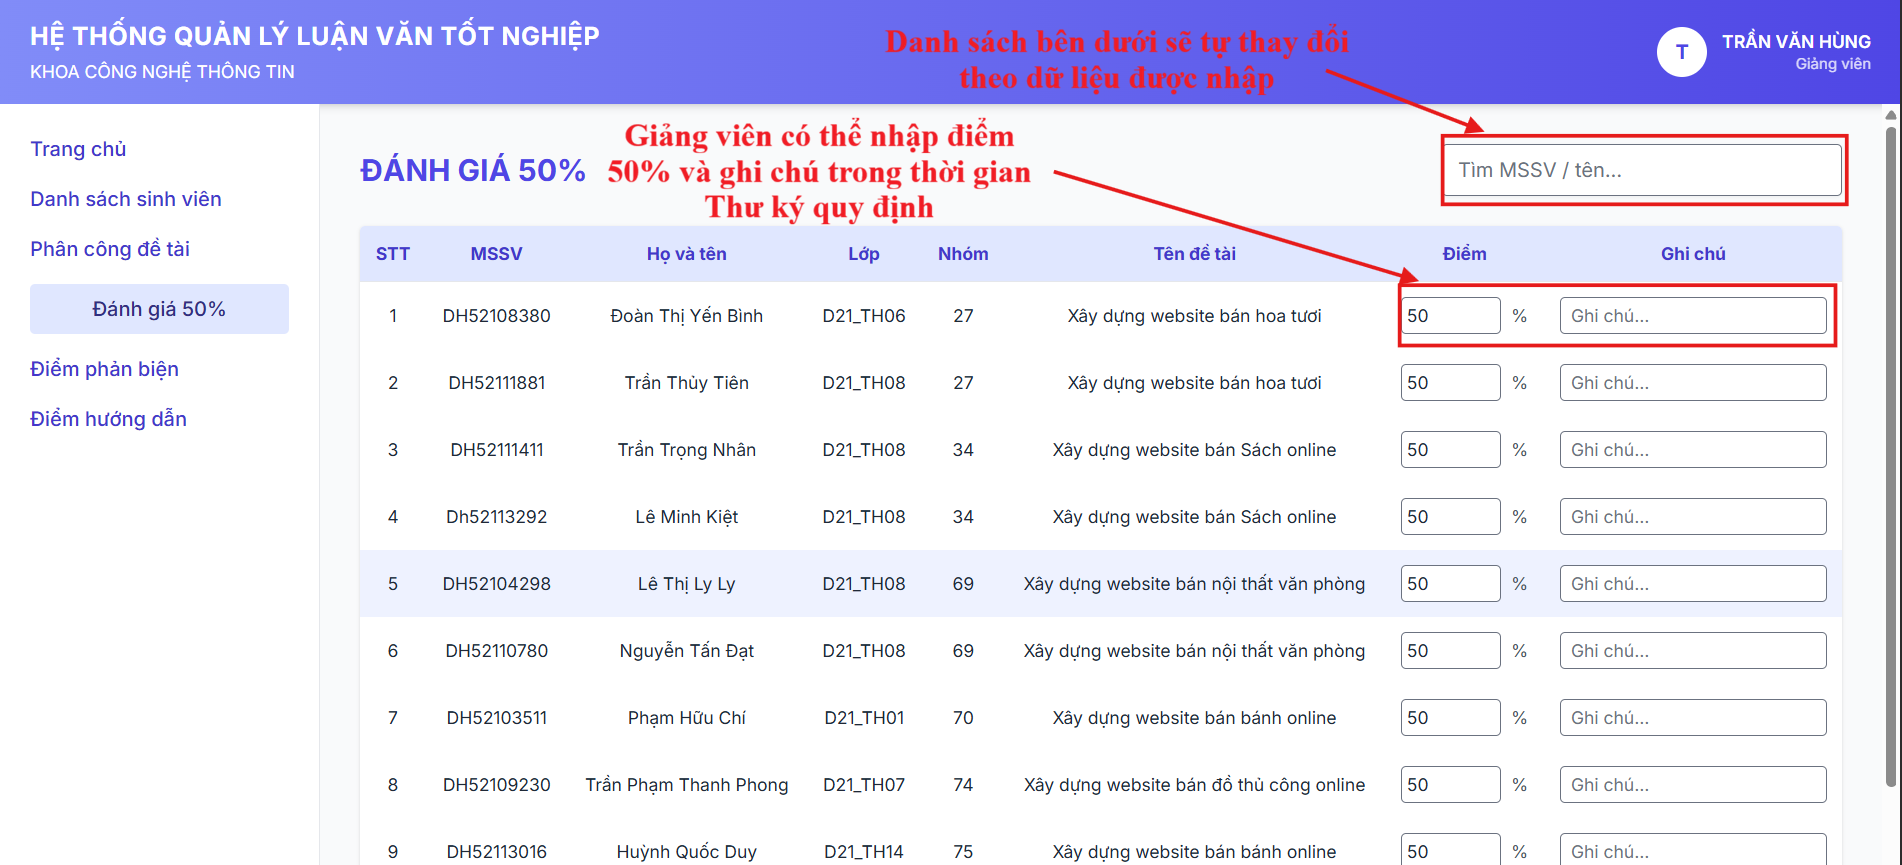 HỆ THỐNG QUẢN LÝ LUẬN VĂN TỐT NGHIỆP
KHOA CÔNG NGHỆ THÔNG TIN
Danh sách bên dưới sẽ tự thay đổi
theo dữ liệu được nhập
T
TRẦN VĂN HÙNG
Giảng viên
Trang chủ
Danh sách sinh viên
Phân công đề tài
Đánh giá 50%
Điểm phản biện
Điểm hướng dẫn
ĐÁNH GIÁ 50%
Giảng viên có thể nhập điểm
50% và ghi chú trong thời gian
Thư ký quy định
Tìm MSSV / tên...
STT MSSV Họ và tên Lớp Nhóm Tên đề tài Điểm Ghi chú
1 DH52108380 Đoàn Thị Yến Bình D21_TH06 27 Xây dựng website bán hoa tươi 50 % Ghi chú...
2 DH52111881 Trần Thủy Tiên D21_TH08 27 Xây dựng website bán hoa tươi 50 % Ghi chú...
3 DH52111411 Trần Trọng Nhân D21_TH08 34 Xây dựng website bán Sách online 50 % Ghi chú...
4 Dh52113292 Lê Minh Kiệt D21_TH08 34 Xây dựng website bán Sách online 50 % Ghi chú...
5 DH52104298 Lê Thị Ly Ly D21_TH08 69 Xây dựng website bán nội thất văn phòng 50 % Ghi chú...
6 DH52110780 Nguyễn Tấn Đạt D21_TH08 69 Xây dựng website bán nội thất văn phòng 50 % Ghi chú...
7 DH52103511 Phạm Hữu Chí D21_TH01 70 Xây dựng website bán bánh online 50 % Ghi chú...
8 DH52109230 Trần Phạm Thanh Phong D21_TH07 74 Xây dựng website bán đồ thủ công online 50 % Ghi chú...
9 DH52113016 Huỳnh Quốc Duy D21_TH14 75 Xây dựng website bán bánh online 50 % Ghi chú...